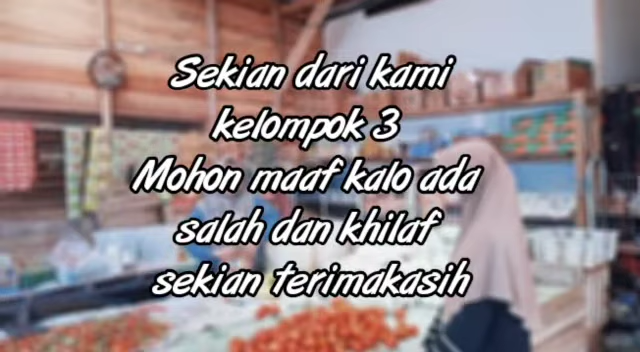 Sekian dari kami
kelompok 3
Mohon maaf kalo ada
salah dan khilaf
sekian terimakasih